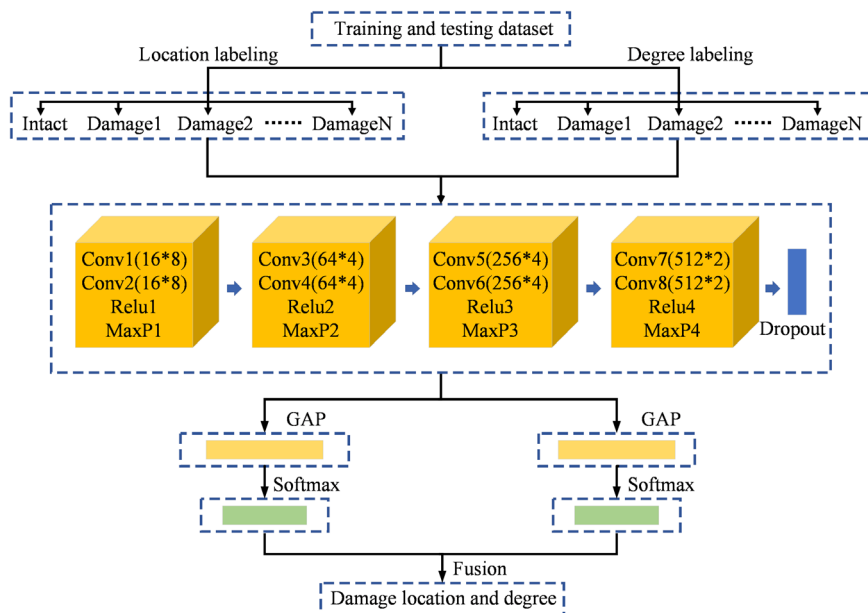 Training and testing dataset
Location labeling
Degree labeling
Intact Damage1 Damage2 ······ DamageN
Intact Damage1 Damage2 ······ DamageN
Conv1(16*8)
Conv2(16*8)
Relu1
MaxP1
Conv3(64*4)
Conv4(64*4)
Relu2
MaxP2
Conv5(256*4)
Conv6(256*4)
Relu3
MaxP3
Conv7(512*2)
Conv8(512*2)
Relu4
MaxP4
Dropout
GAP
GAP
Softmax
Softmax
Fusion
Damage location and degree